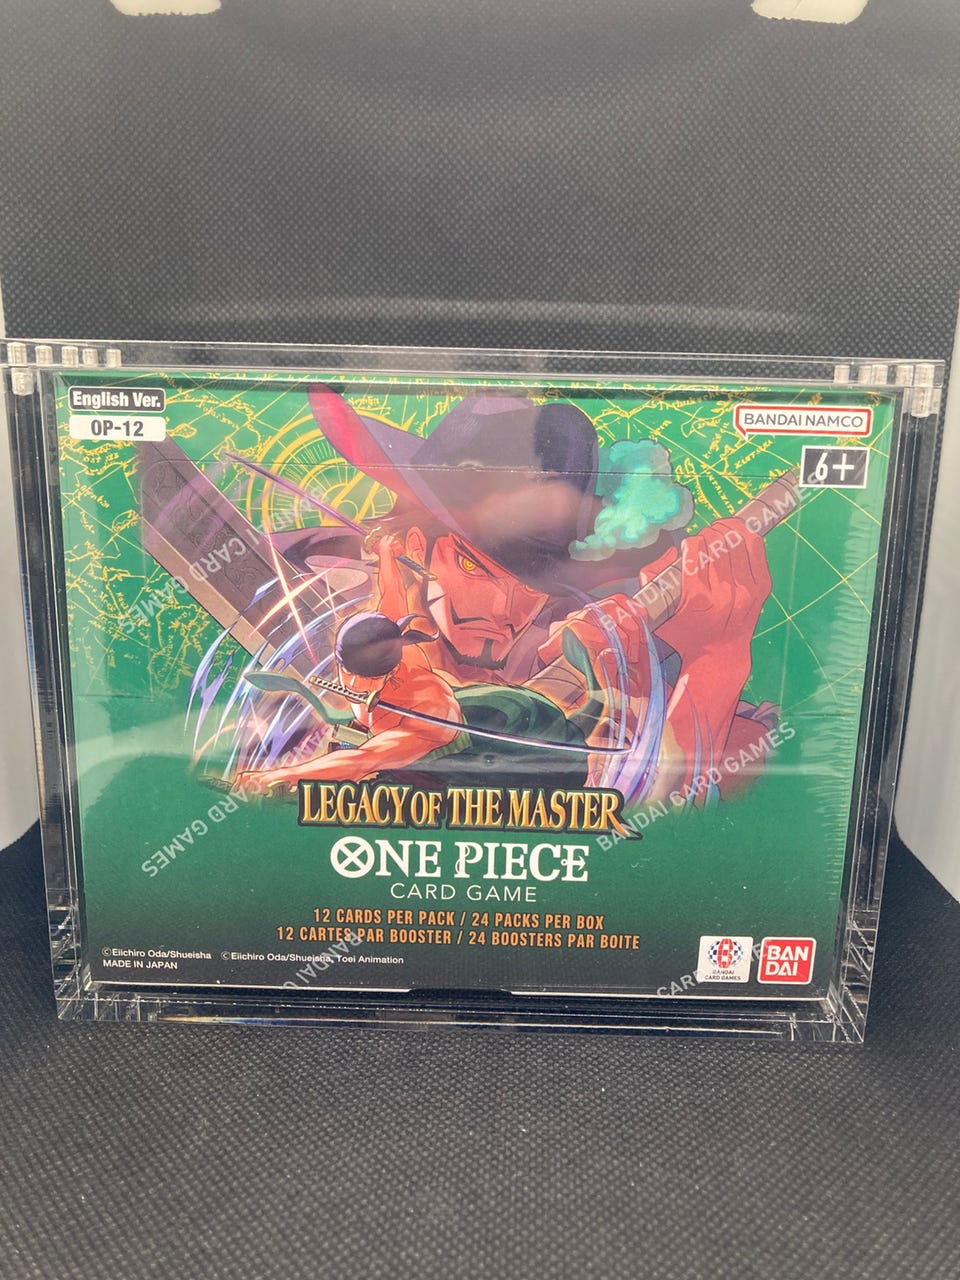 English Ver.
OP-12
BANDAI NAMCO
6+
BANDAI CARD GAMES
BANDAI CARD GAMES
LEGACY OF THE MASTER
BANDAI CARD GAMES
CARD GAMES
ONE PIECE
CARD GAME
12 CARDS PER PACK / 24 PACKS PER BOX
12 CARTES PAR BOOSTER / 24 BOOSTERS PAR BOITE
©Eiichiro Oda/Shueisha
©Eiichiro Oda/Shueisha, Toei Animation
MADE IN JAPAN
BANDAI
CARD
BANDAI
CARD GAMES
BAN
DAI